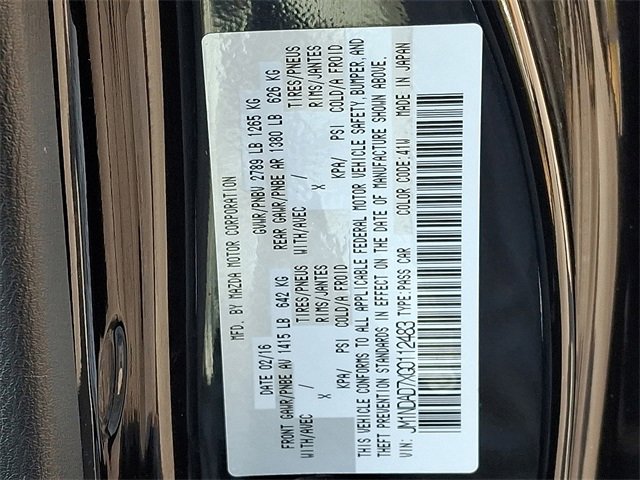 MFD. BY MAZDA MOTOR CORPORATION
DATE 02/16 GVWR/PNBV 2789 LB 1265 KG
FRONT GAWR/PNBE AV 1415 LB 642 KG REAR GAWR/PNBE AR 1380 LB 626 KG
WITH/AVEC / TIRES/PNEUS WITH/AVEC / TIRES/PNEUS
X RIMS/JANTES X RIMS/JANTES
KPA/ PSI COLD/A FROID KPA/ PSI COLD/A FROID
THIS VEHICLE CONFORMS TO ALL APPLICABLE FEDERAL MOTOR VEHICLE SAFETY, BUMPER, AND
THEFT PREVENTION STANDARDS IN EFFECT ON THE DATE OF MANUFACTURE SHOWN ABOVE.
VIN: JM1NDAD7XG0112483 TYPE:PASS CAR COLOR CODE:41W MADE IN JAPAN